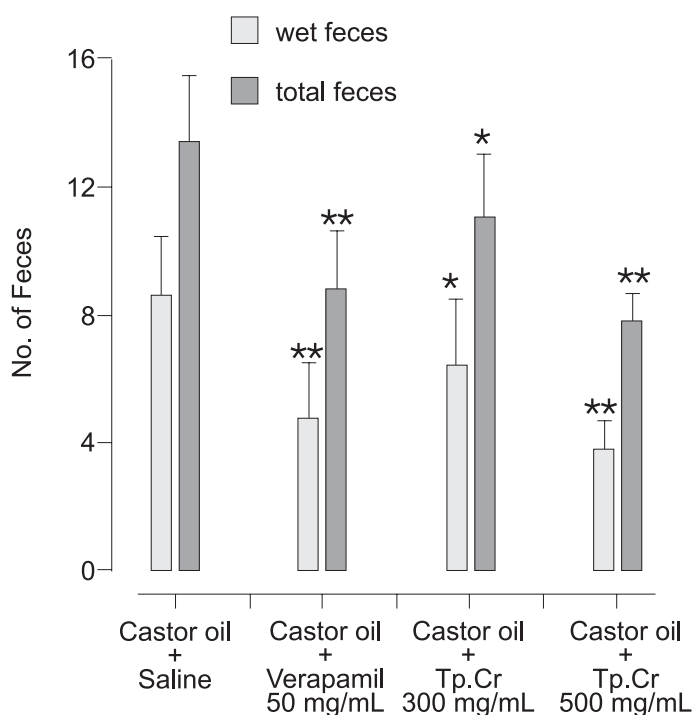 wet feces
total feces
No. of Feces
16
12
8
4
0
**
**
*
*
**
**
Castor oil
+
Saline
Castor oil
+
Verapamil
50 mg/mL
Castor oil
+
Tp.Cr
300 mg/mL
Castor oil
+
Tp.Cr
500 mg/mL